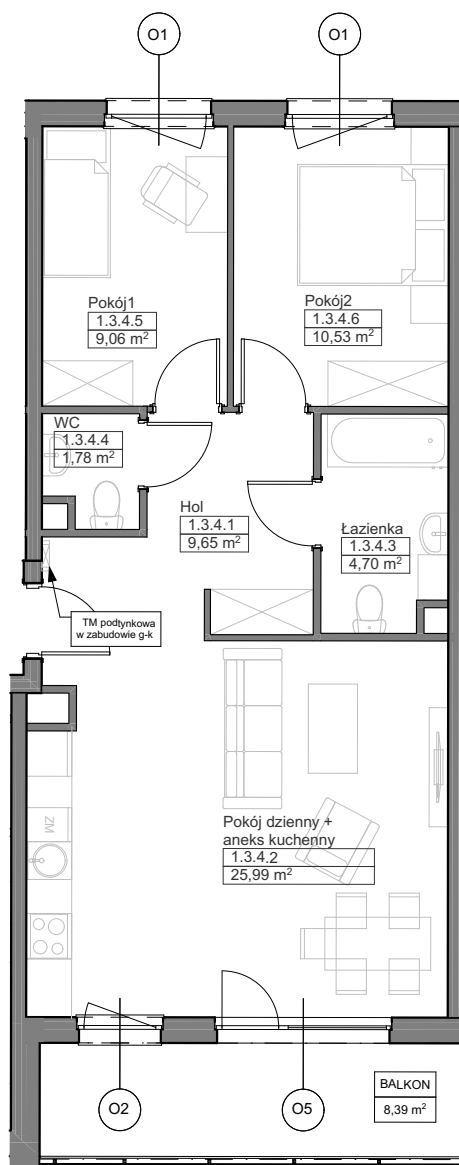 O1
O1
Pokój1
1.3.4.5
9,06 m²
Pokój2
1.3.4.6
10,53 m²
WC
1.3.4.4
1,78 m²
Hol
1.3.4.1
9,65 m²
Łazienka
1.3.4.3
4,70 m²
TM podtynkowa
w zabudowie g-k
ZM
Pokój dzienny +
aneks kuchenny
1.3.4.2
25,99 m²
O2
O5
BALKON
8,39 m²